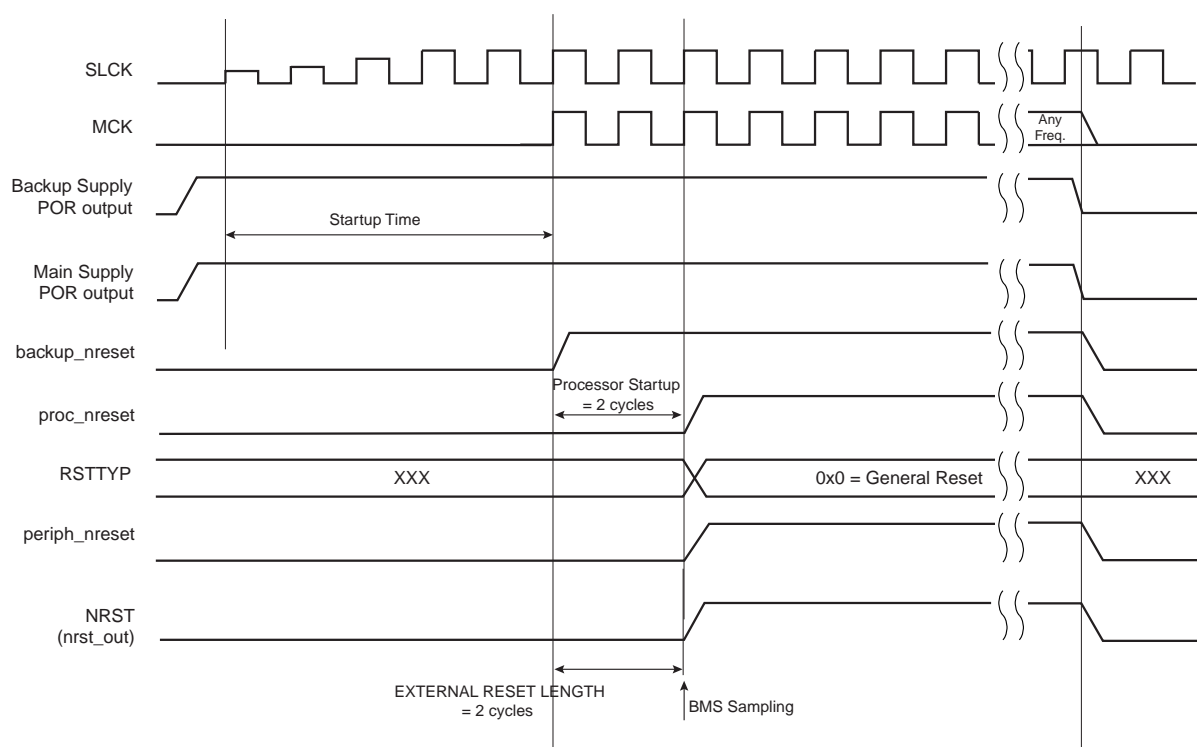 SLCK
MCK
Any
Freq.
Backup Supply
POR output
Startup Time
Main Supply
POR output
backup_nreset
Processor Startup
= 2 cycles
proc_nreset
RSTTYP
XXX
0x0 = General Reset
XXX
periph_nreset
NRST
(nrst_out)
EXTERNAL RESET LENGTH
= 2 cycles
BMS Sampling